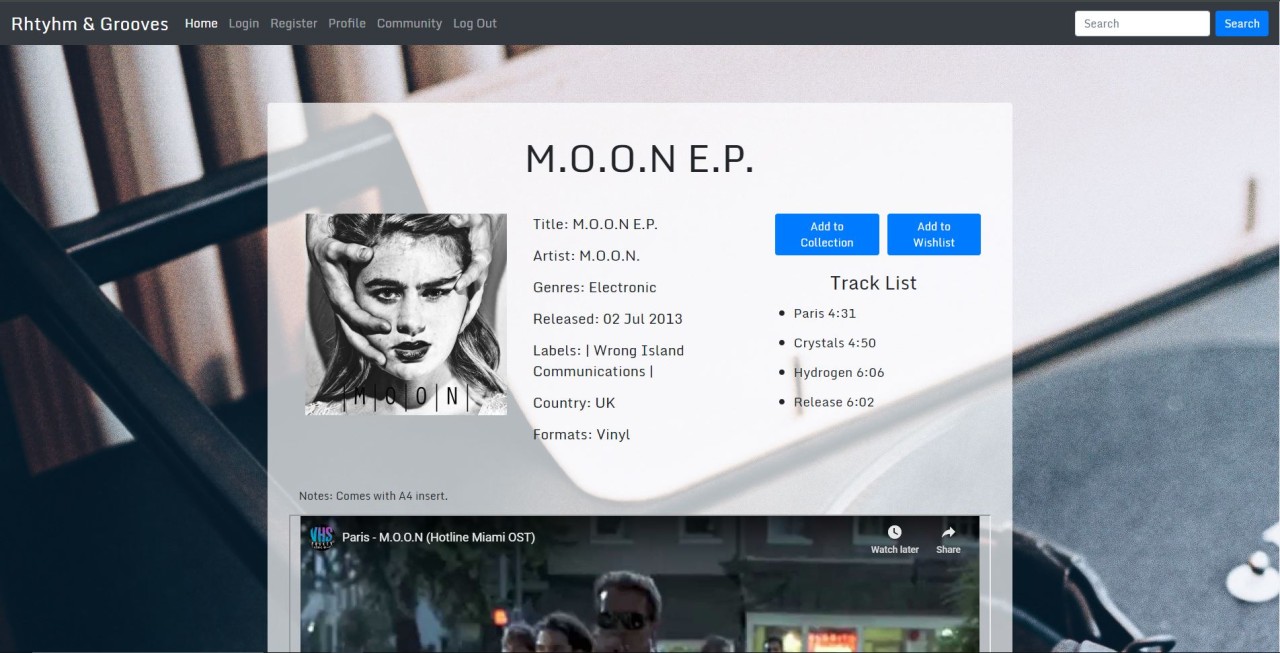 Rhtyhm & Grooves Home Login Register Profile Community Log Out Search Search
M.O.O.N E.P.
Title: M.O.O.N E.P.
Artist: M.O.O.N.
Genres: Electronic
Released: 02 Jul 2013
Labels: | Wrong Island
Communications |
Country: UK
Formats: Vinyl
|M|O|O|N|
Add to
Collection
Add to
Wishlist
Track List
Paris 4:31
Crystals 4:50
Hydrogen 6:06
Release 6:02
Notes: Comes with A4 insert.
VHS
Paris - M.O.O.N (Hotline Miami OST)
Watch later
Share